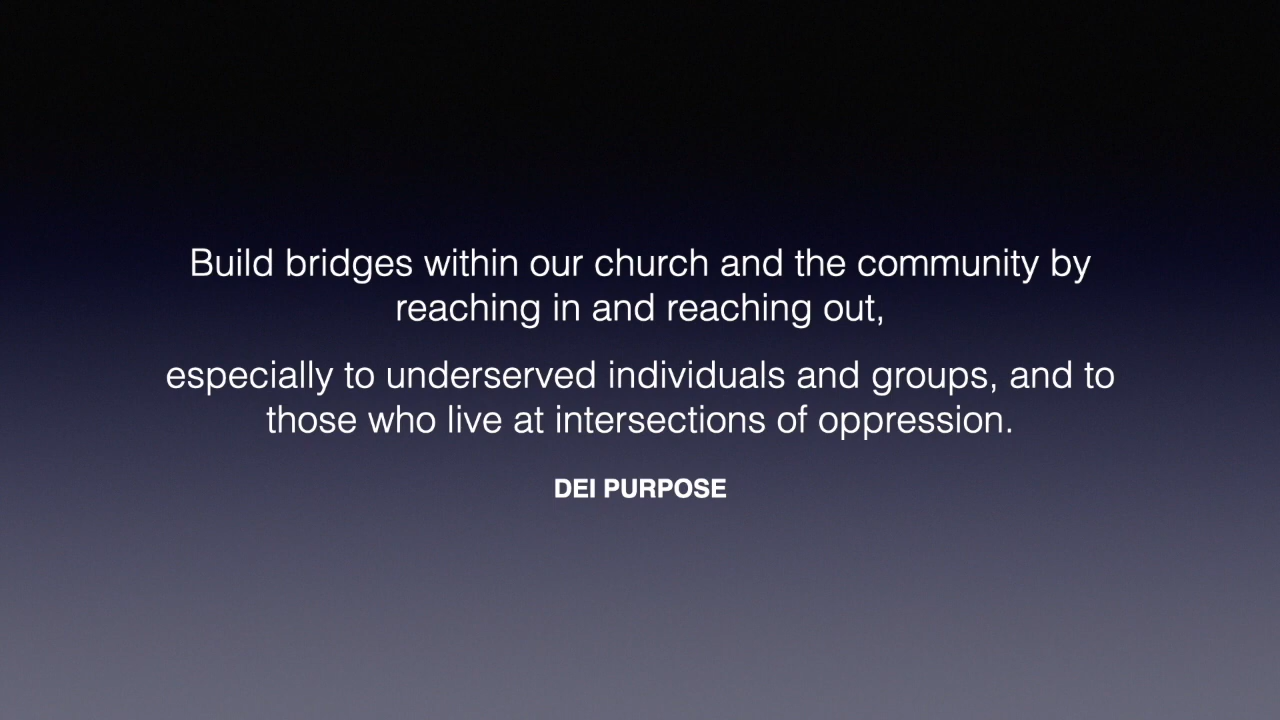 Build bridges within our church and the community by
reaching in and reaching out,
especially to underserved individuals and groups, and to
those who live at intersections of oppression.
DEI PURPOSE